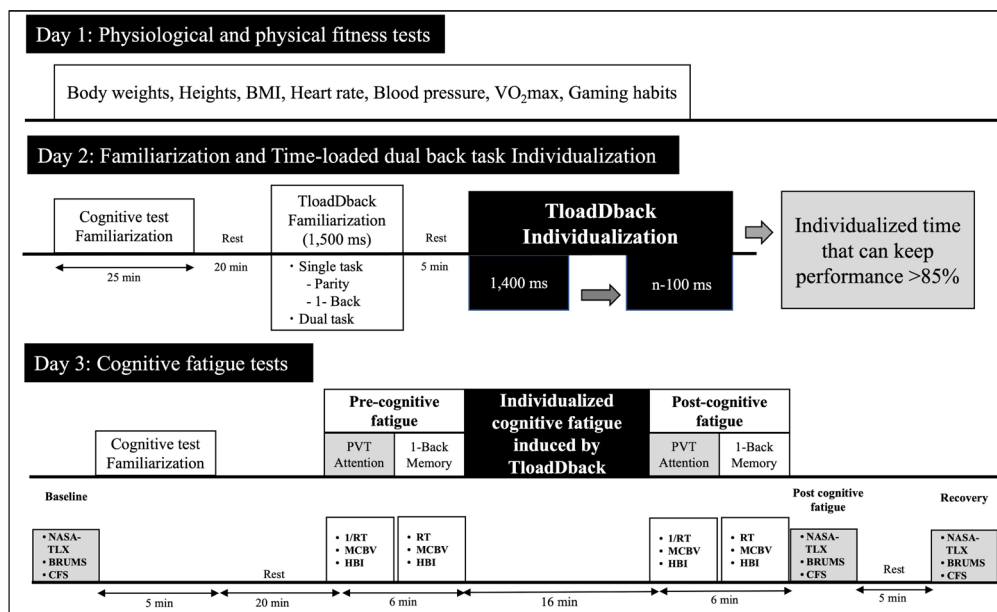 Day 1: Physiological and physical fitness tests
Body weights, Heights, BMI, Heart rate, Blood pressure, VO₂max, Gaming habits
Day 2: Familiarization and Time-loaded dual back task Individualization
Cognitive test
Familiarization
25 min
Rest
20 min
TloadDback
Familiarization
(1,500 ms)
• Single task
- Parity
- 1- Back
• Dual task
Rest
5 min
TloadDback
Individualization
1,400 ms
n-100 ms
Individualized time
that can keep
performance >85%
Day 3: Cognitive fatigue tests
Cognitive test
Familiarization
Pre-cognitive
fatigue
PVT
Attention
1-Back
Memory
Individualized
cognitive fatigue
induced by
TloadDback
Post-cognitive
fatigue
PVT
Attention
1-Back
Memory
Baseline
• NASA-
TLX
• BRUMS
• CFS
5 min
Rest
20 min
• 1/RT
• MCBV
• HBI
• RT
• MCBV
• HBI
6 min
16 min
• 1/RT
• MCBV
• HBI
• RT
• MCBV
• HBI
6 min
Post cognitive
fatigue
• NASA-
TLX
• BRUMS
• CFS
Rest
5 min
Recovery
• NASA-
TLX
• BRUMS
• CFS